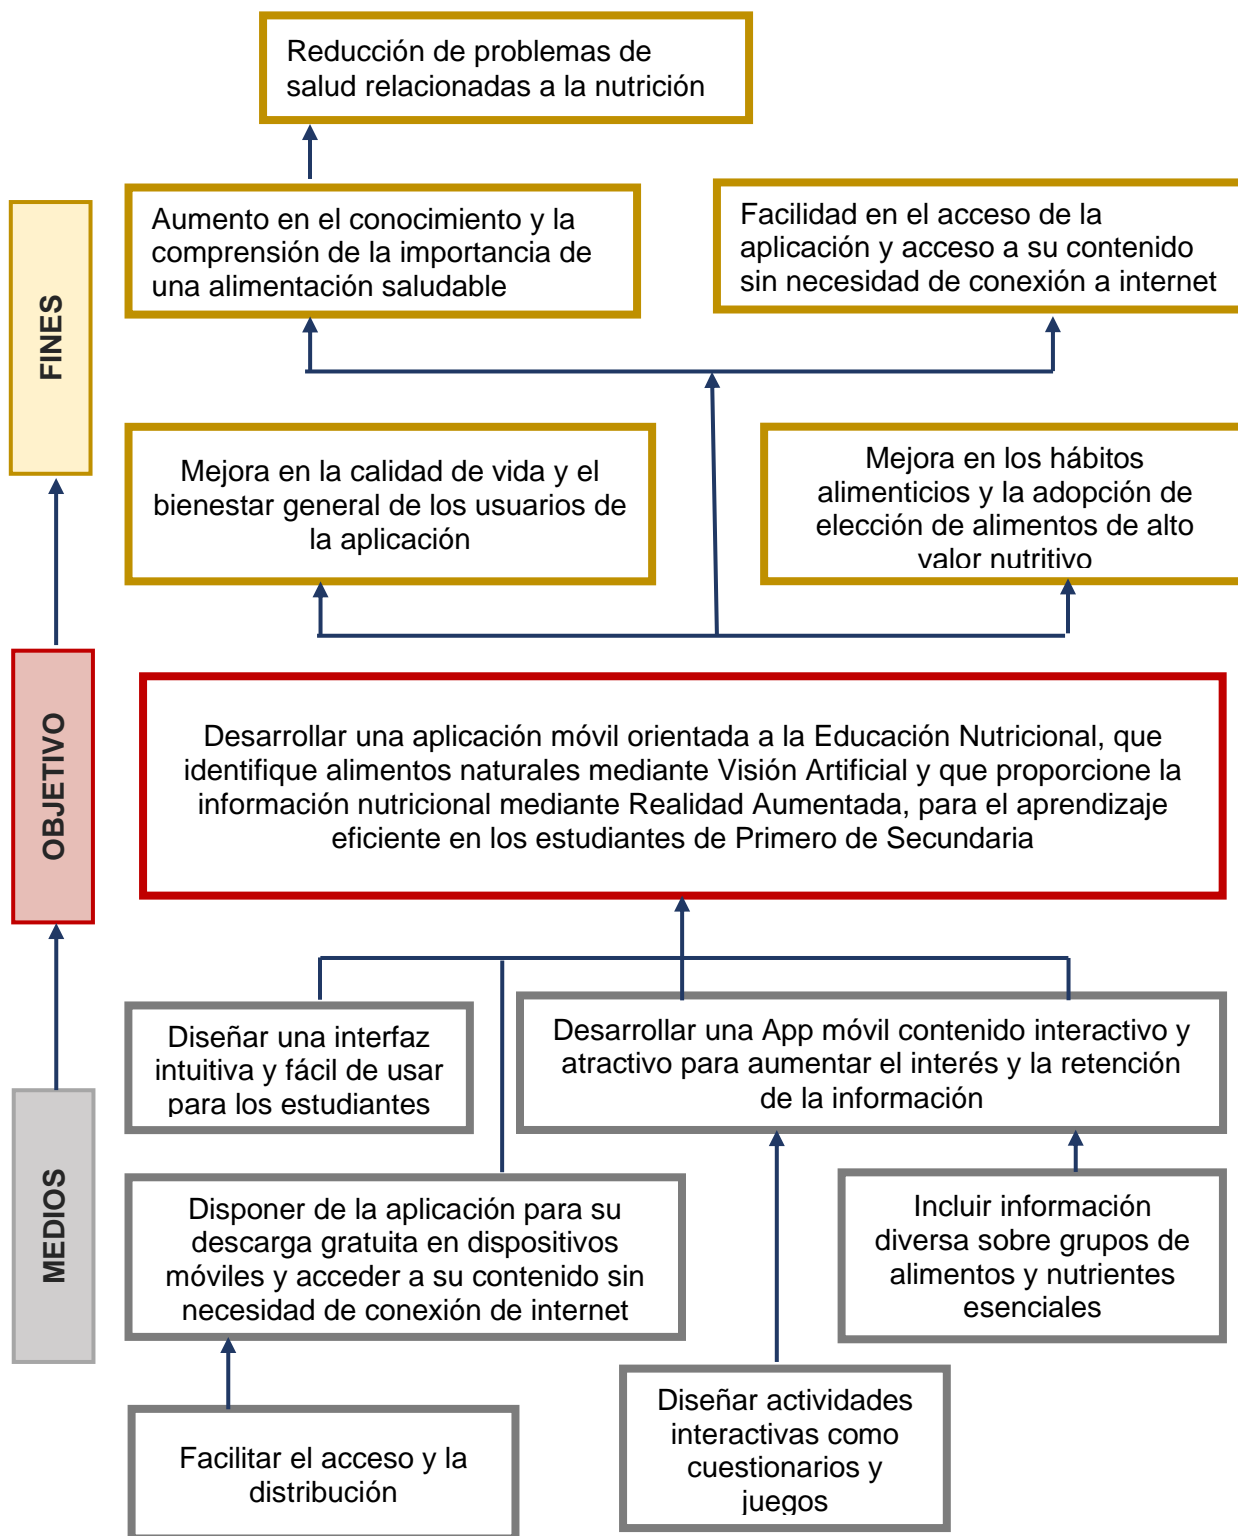 Reducción de problemas de
salud relacionadas a la nutrición
Aumento en el conocimiento y la
comprensión de la importancia de
una alimentación saludable
Facilidad en el acceso de la
aplicación y acceso a su contenido
sin necesidad de conexión a internet
FINES
Mejora en la calidad de vida y el
bienestar general de los usuarios de
la aplicación
Mejora en los hábitos
alimenticios y la adopción de
elección de alimentos de alto
valor nutritivo
OBJETIVO
Desarrollar una aplicación móvil orientada a la Educación Nutricional, que
identifique alimentos naturales mediante Visión Artificial y que proporcione la
información nutricional mediante Realidad Aumentada, para el aprendizaje
eficiente en los estudiantes de Primero de Secundaria
Diseñar una interfaz
intuitiva y fácil de usar
para los estudiantes
Desarrollar una App móvil contenido interactivo y
atractivo para aumentar el interés y la retención
de la información
MEDIOS
Disponer de la aplicación para su
descarga gratuita en dispositivos
móviles y acceder a su contenido sin
necesidad de conexión de internet
Incluir información
diversa sobre grupos de
alimentos y nutrientes
esenciales
Facilitar el acceso y la
distribución
Diseñar actividades
interactivas como
cuestionarios y
juegos